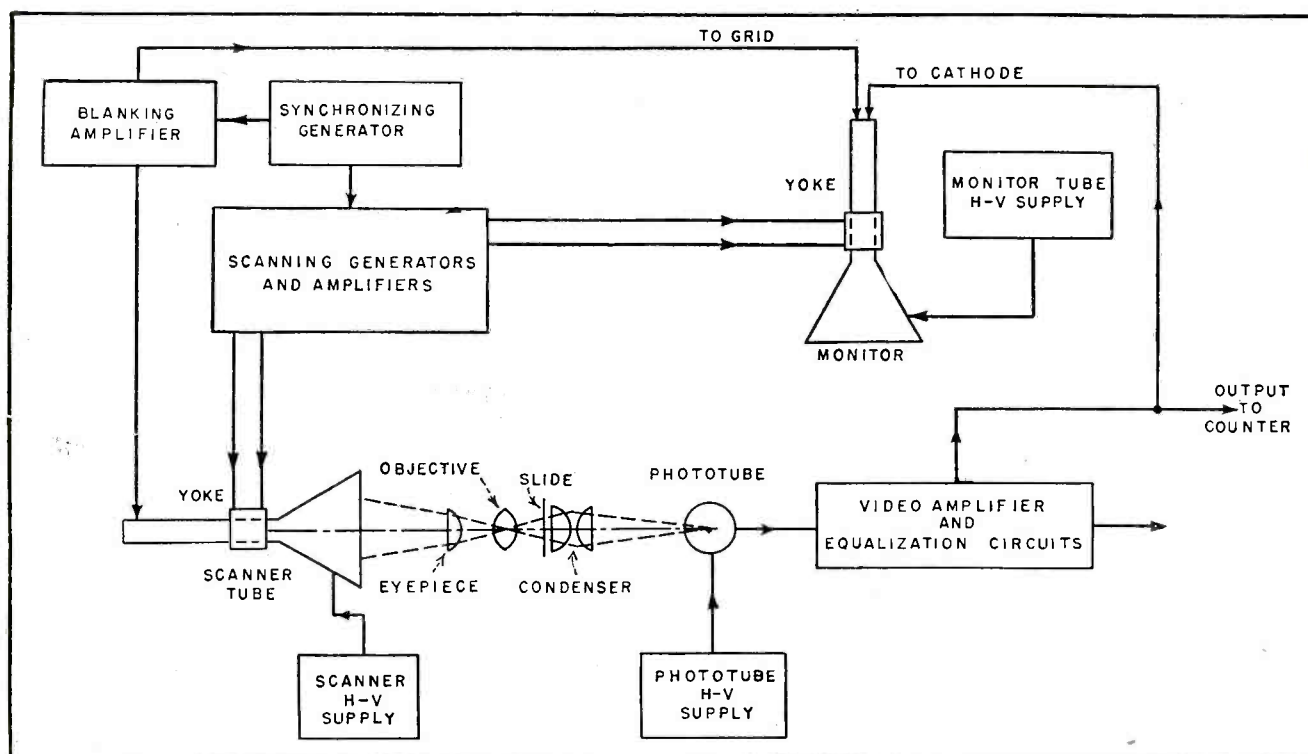 TO GRID
TO CATHODE
BLANKING
AMPLIFIER
SYNCHRONIZING
GENERATOR
YOKE
MONITOR TUBE
H-V SUPPLY
SCANNING GENERATORS
AND AMPLIFIERS
MONITOR
OUTPUT
TO
COUNTER
YOKE
OBJECTIVE
SLIDE
PHOTOTUBE
VIDEO AMPLIFIER
AND
EQUALIZATION CIRCUITS
SCANNER
TUBE
EYEPIECE
CONDENSER
SCANNER
H-V
SUPPLY
PHOTOTUBE
H-V
SUPPLY